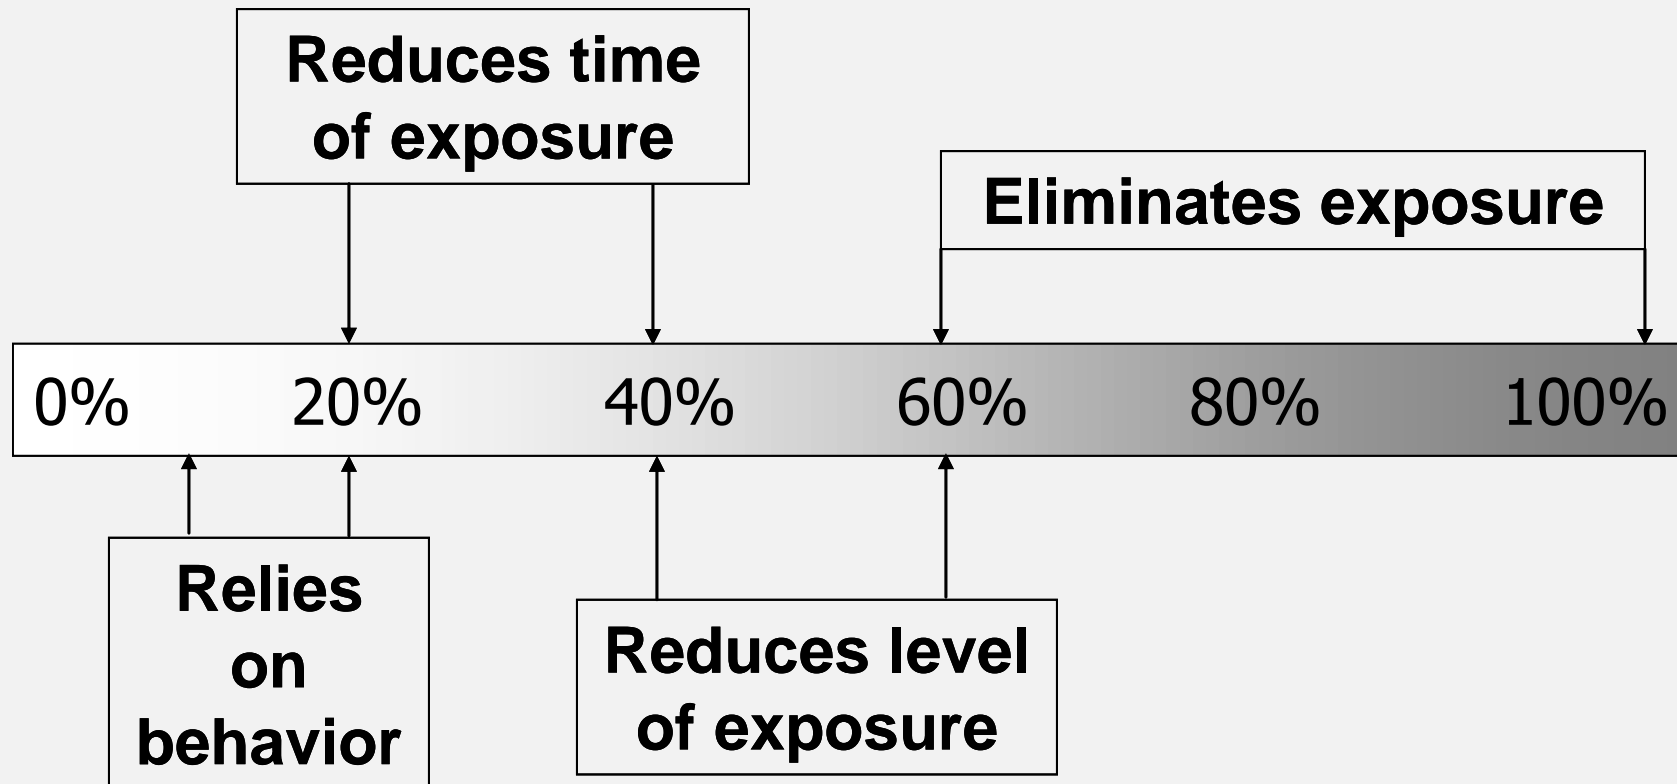 Reduces time
of exposure
Eliminates exposure
0% 20% 40% 60% 80% 100%
Relies
on
behavior
Reduces level
of exposure